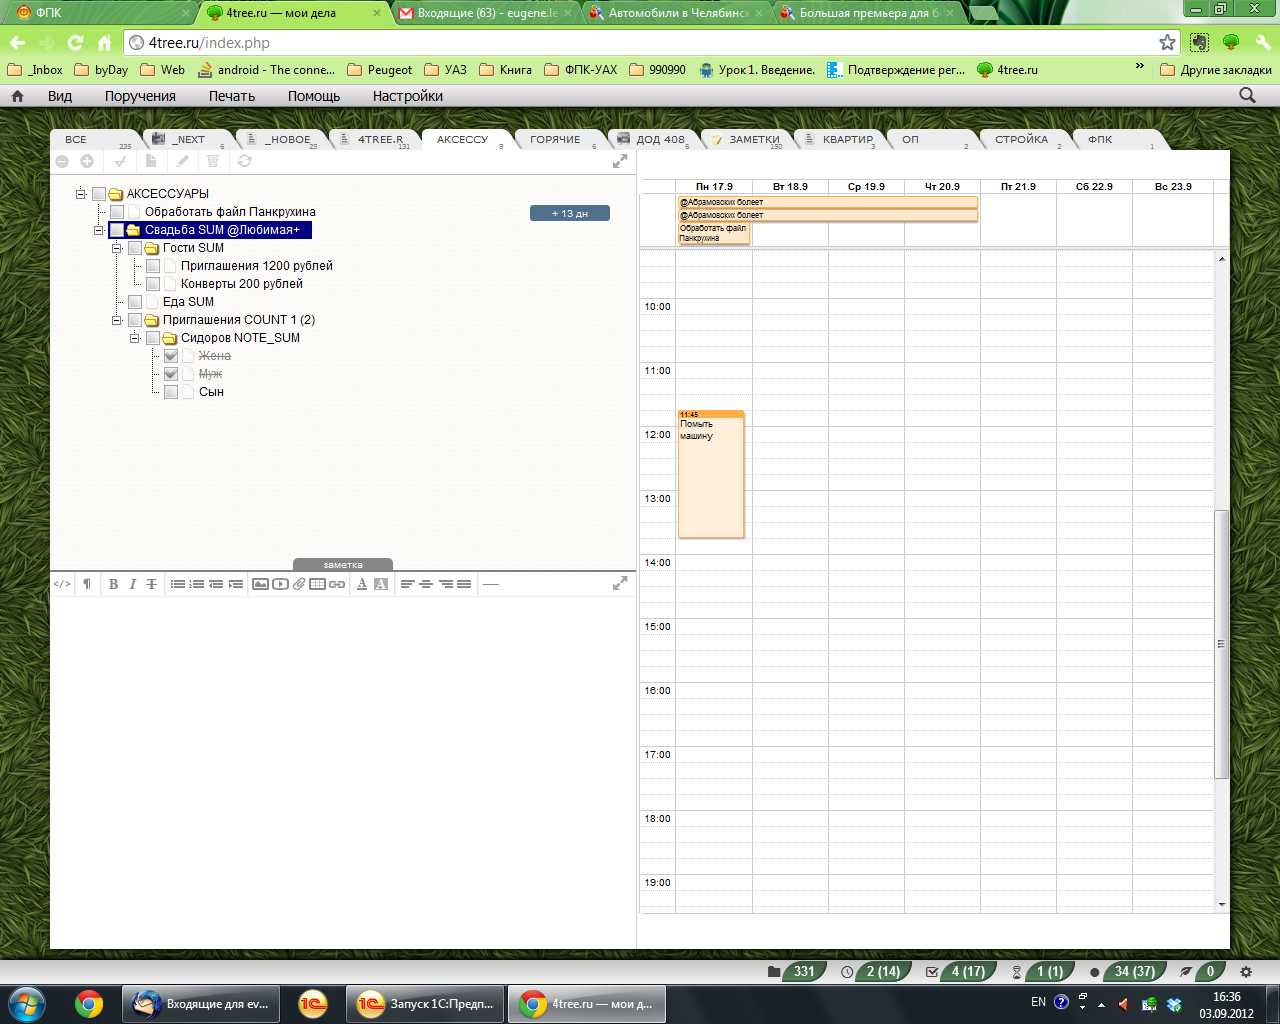 ФПК
4tree.ru — мои дела
Входящие (63) - eugene.le
Автомобили в Челябинс
Большая премьера для б
4tree.ru/index.php
_Inbox
byDay
Web
android - The conne...
Peugeot
УАЗ
Книга
ФПК-УАХ
990990
Урок 1. Введение.
Подтверждение рег...
4tree.ru
»
Другие закладки
Вид
Поручения
Печать
Помощь
Настройки
ВСЕ 235
_NEXT 6
_НОВОЕ 25
4TREE.R 131
АКСЕССУ 9
ГОРЯЧИЕ 6
ДОД 408 6
ЗАМЕТКИ 150
КВАРТИР 3
ОП 2
СТРОЙКА 2
ФПК 1
АКСЕССУАРЫ
Обработать файл Панкрухина
+ 13 дн
Свадьба SUM @Любимая+
Гости SUM
Приглашения 1200 рублей
Конверты 200 рублей
Еда SUM
Приглашения COUNT 1 (2)
Сидоров NOTE_SUM
Жена
Муж
Сын
заметка
</> ¶ B I T A A
Пн 17.9
Вт 18.9
Ср 19.9
Чт 20.9
Пт 21.9
Сб 22.9
Вс 23.9
@Абрамовских болеет
@Абрамовских болеет
Обработать файл
Панкрухина
10:00
11:00
11:45
Помыть
машину
12:00
13:00
14:00
15:00
16:00
17:00
18:00
19:00
331
2 (14)
4 (17)
1 (1)
34 (37)
0
Входящие для ev...
Запуск 1С:Предп...
4tree.ru — мои д...
EN
16:36
03.09.2012